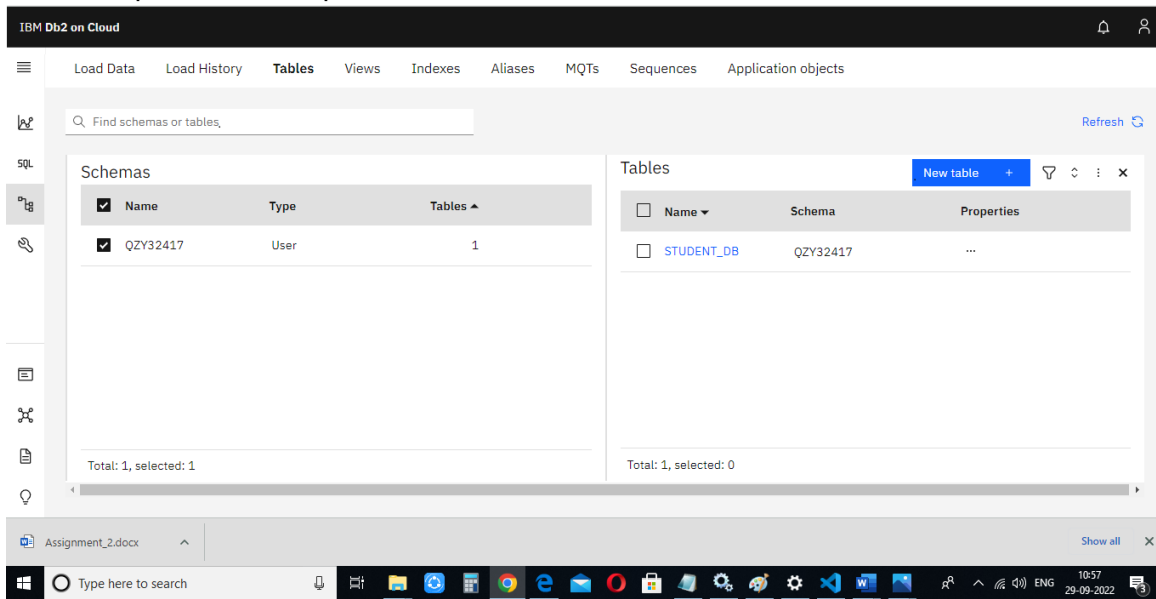 IBM Db2 on Cloud
Load Data Load History Tables Views Indexes Aliases MQTs Sequences Application objects
Find schemas or tables,
Refresh
SQL
Schemas
Name Type Tables
QZY32417 User 1
Total: 1, selected: 1
Tables
New table +
Name Schema Properties
STUDENT_DB QZY32417 ...
Total: 1, selected: 0
Assignment_2.docx
Show all
Type here to search
ENG
10:57
29-09-2022
3